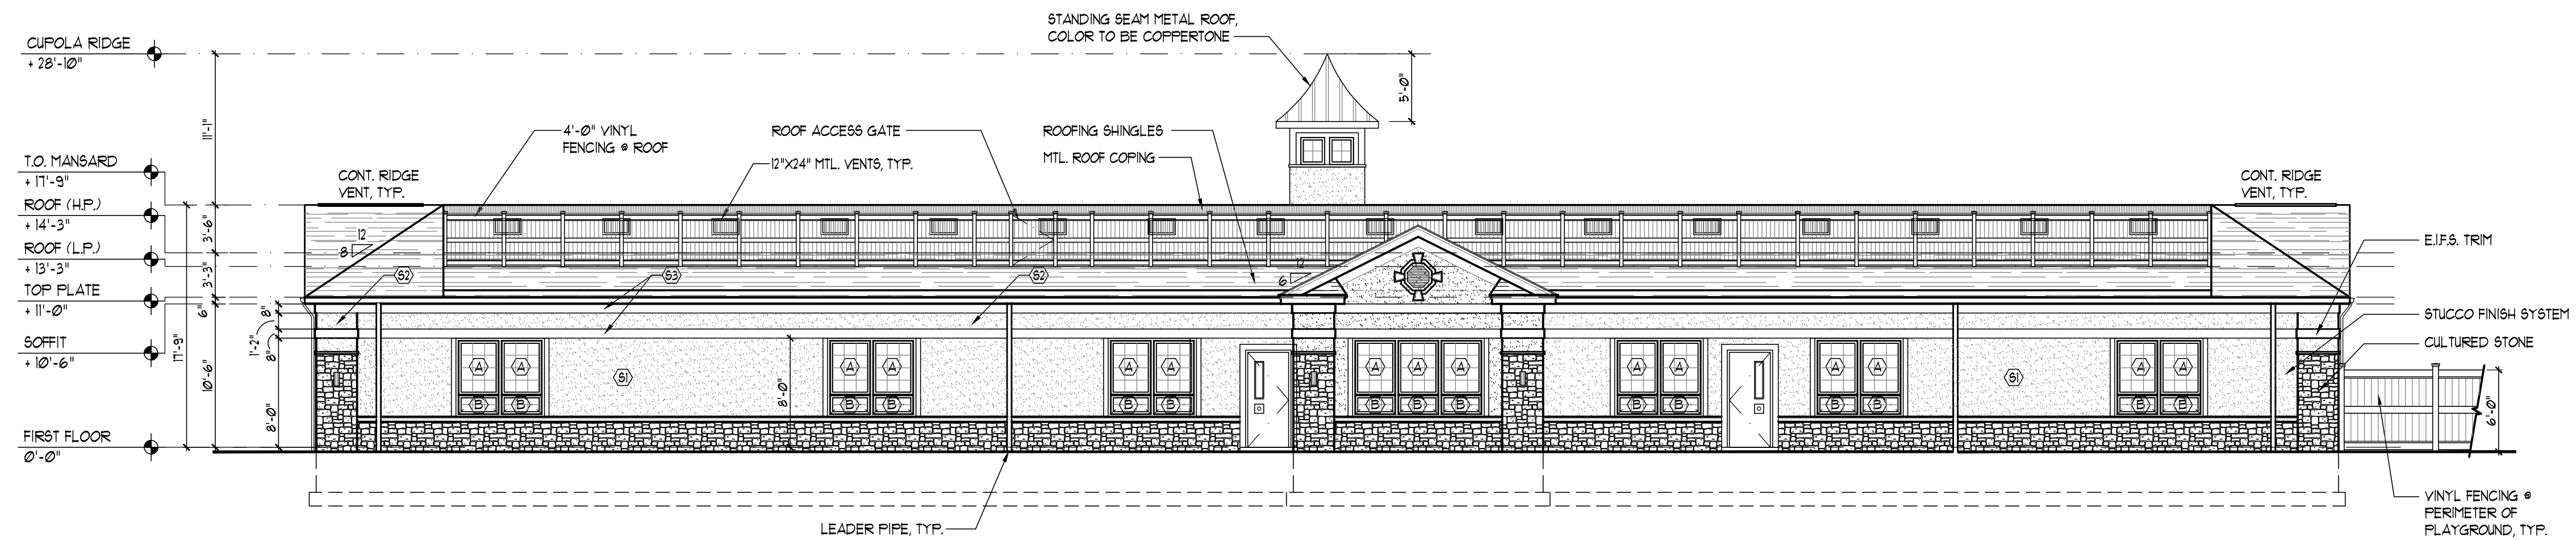 STANDING SEAM METAL ROOF,
COLOR TO BE COPPERTONE
CUPOLA RIDGE
+ 28'-10"
5'-0"
11'-1"
4'-0" VINYL
FENCING @ ROOF
ROOF ACCESS GATE
12"X24" MTL. VENTS, TYP.
ROOFING SHINGLES
MTL. ROOF COPING
T.O. MANSARD
+ 17'-9"
CONT. RIDGE
VENT, TYP.
CONT. RIDGE
VENT, TYP.
ROOF (H.P.)
+ 14'-3"
3'-6"
12
8
ROOF (L.P.)
+ 13'-3"
3'-3"
S2
S3
S2
12
6
E.I.F.S. TRIM
TOP PLATE
+ 11'-0"
6"
8"
1'-2"
8"
17'-9"
10'-6"
8'-0"
8'-0"
STUCCO FINISH SYSTEM
CULTURED STONE
SOFFIT
+ 10'-6"
A A A A A A A A A A A A A A A
S1
S1
B B B B B B B B B B B B B B B
6'-0"
FIRST FLOOR
0'-0"
LEADER PIPE, TYP.
VINYL FENCING @
PERIMETER OF
PLAYGROUND, TYP.